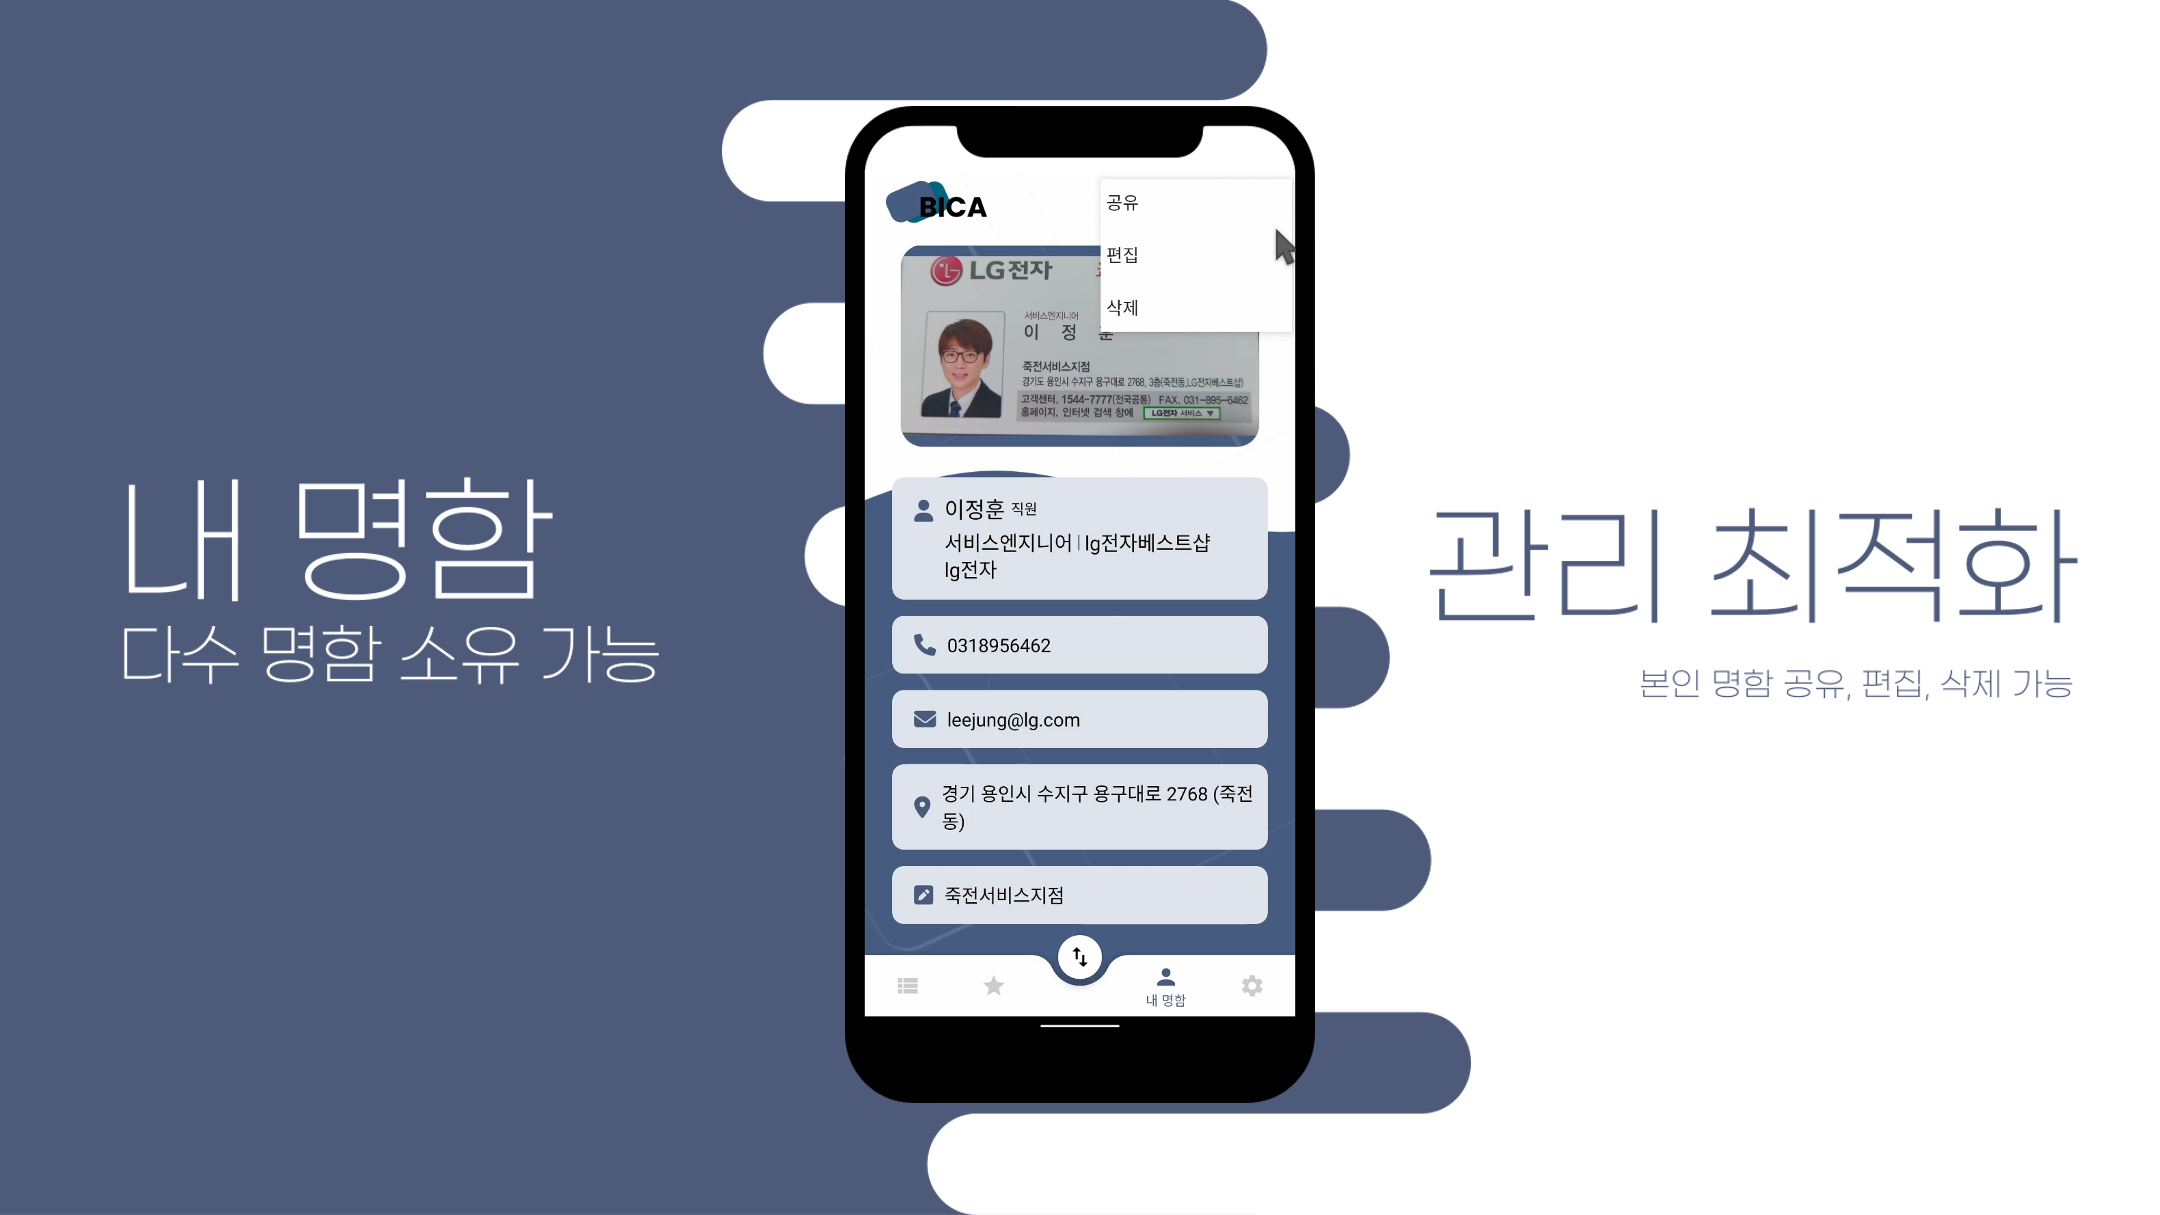 내 명함
다수 명함 소유 가능
BICA
공유
편집
삭제
LG전자
서비스엔지니어
이 정 훈
죽전서비스지점
경기도 용인시 수지구 용구대로 2768, 3층(죽전동,LG전자베스트샵)
고객센터. 1544-7777(전국공통) FAX. 031-895-6462
홈페이지. 인터넷 검색 창에 LG전자 서비스 ▼
이정훈 직원
서비스엔지니어 | lg전자베스트샵
lg전자
0318956462
leejung@lg.com
경기 용인시 수지구 용구대로 2768 (죽전
동)
죽전서비스지점
내 명함
관리 최적화
본인 명함 공유, 편집, 삭제 가능